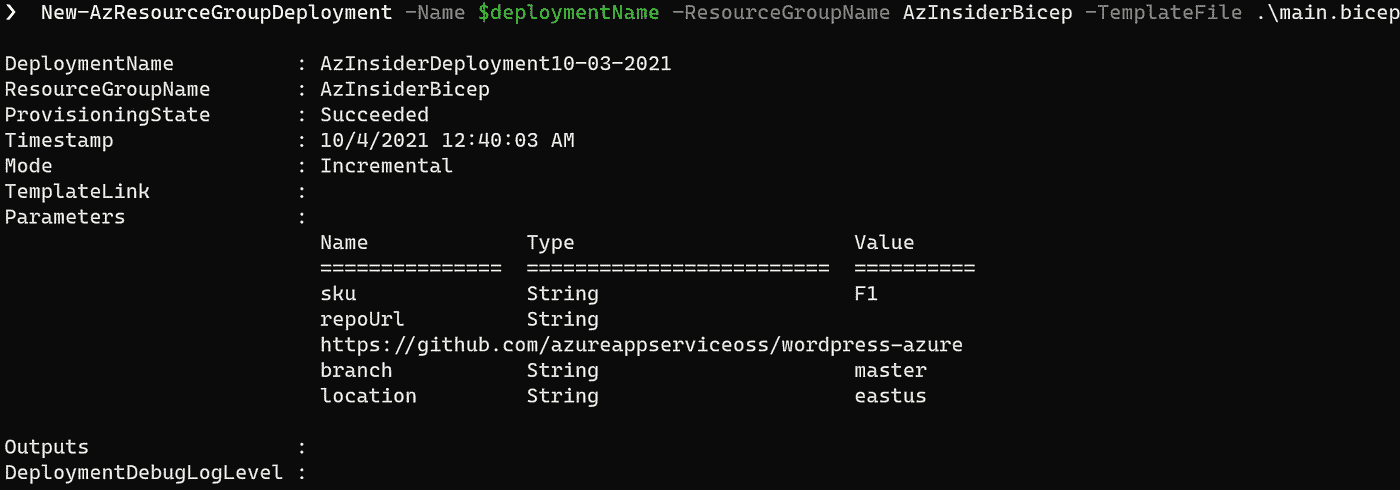 ❯ New-AzResourceGroupDeployment -Name $deploymentName -ResourceGroupName AzInsiderBicep -TemplateFile .\main.bicep
DeploymentName : AzInsiderDeployment10-03-2021
ResourceGroupName : AzInsiderBicep
ProvisioningState : Succeeded
Timestamp : 10/4/2021 12:40:03 AM
Mode : Incremental
TemplateLink :
Parameters :
Name Type Value
=============== ========================= ==========
sku String F1
repoUrl String
https://github.com/azureappserviceoss/wordpress-azure
branch String master
location String eastus
Outputs :
DeploymentDebugLogLevel :